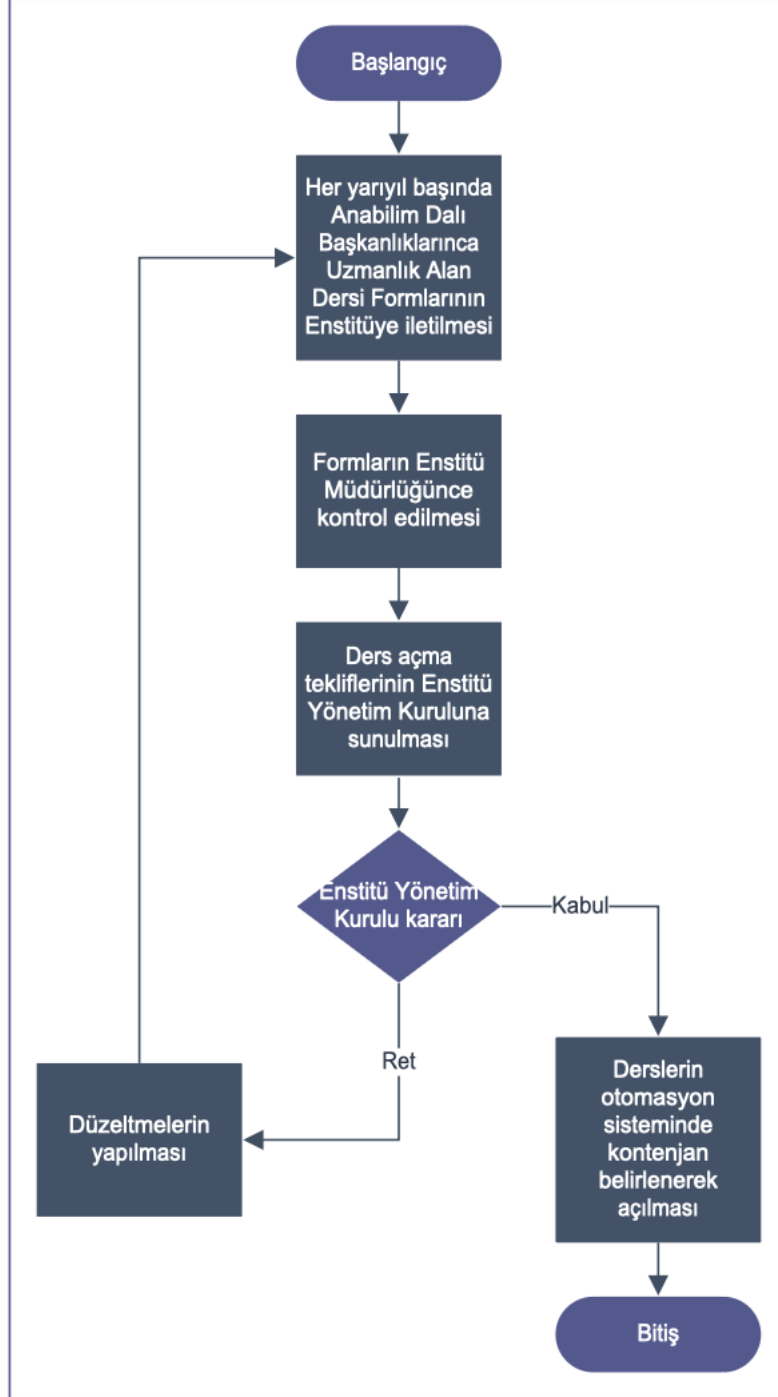 Başlangıç
Her yarıyıl başında
Anabilim Dalı
Başkanlıklarınca
Uzmanlık Alan
Dersi Formlarının
Enstitüye iletilmesi
Formların Enstitü
Müdürlüğünce
kontrol edilmesi
Ders açma
tekliflerinin Enstitü
Yönetim Kuruluna
sunulması
Enstitü Yönetim
Kurulu kararı
Kabul
Ret
Düzeltmelerin
yapılması
Derslerin
otomasyon
sisteminde
kontenjan
belirlenerek
açılması
Bitiş